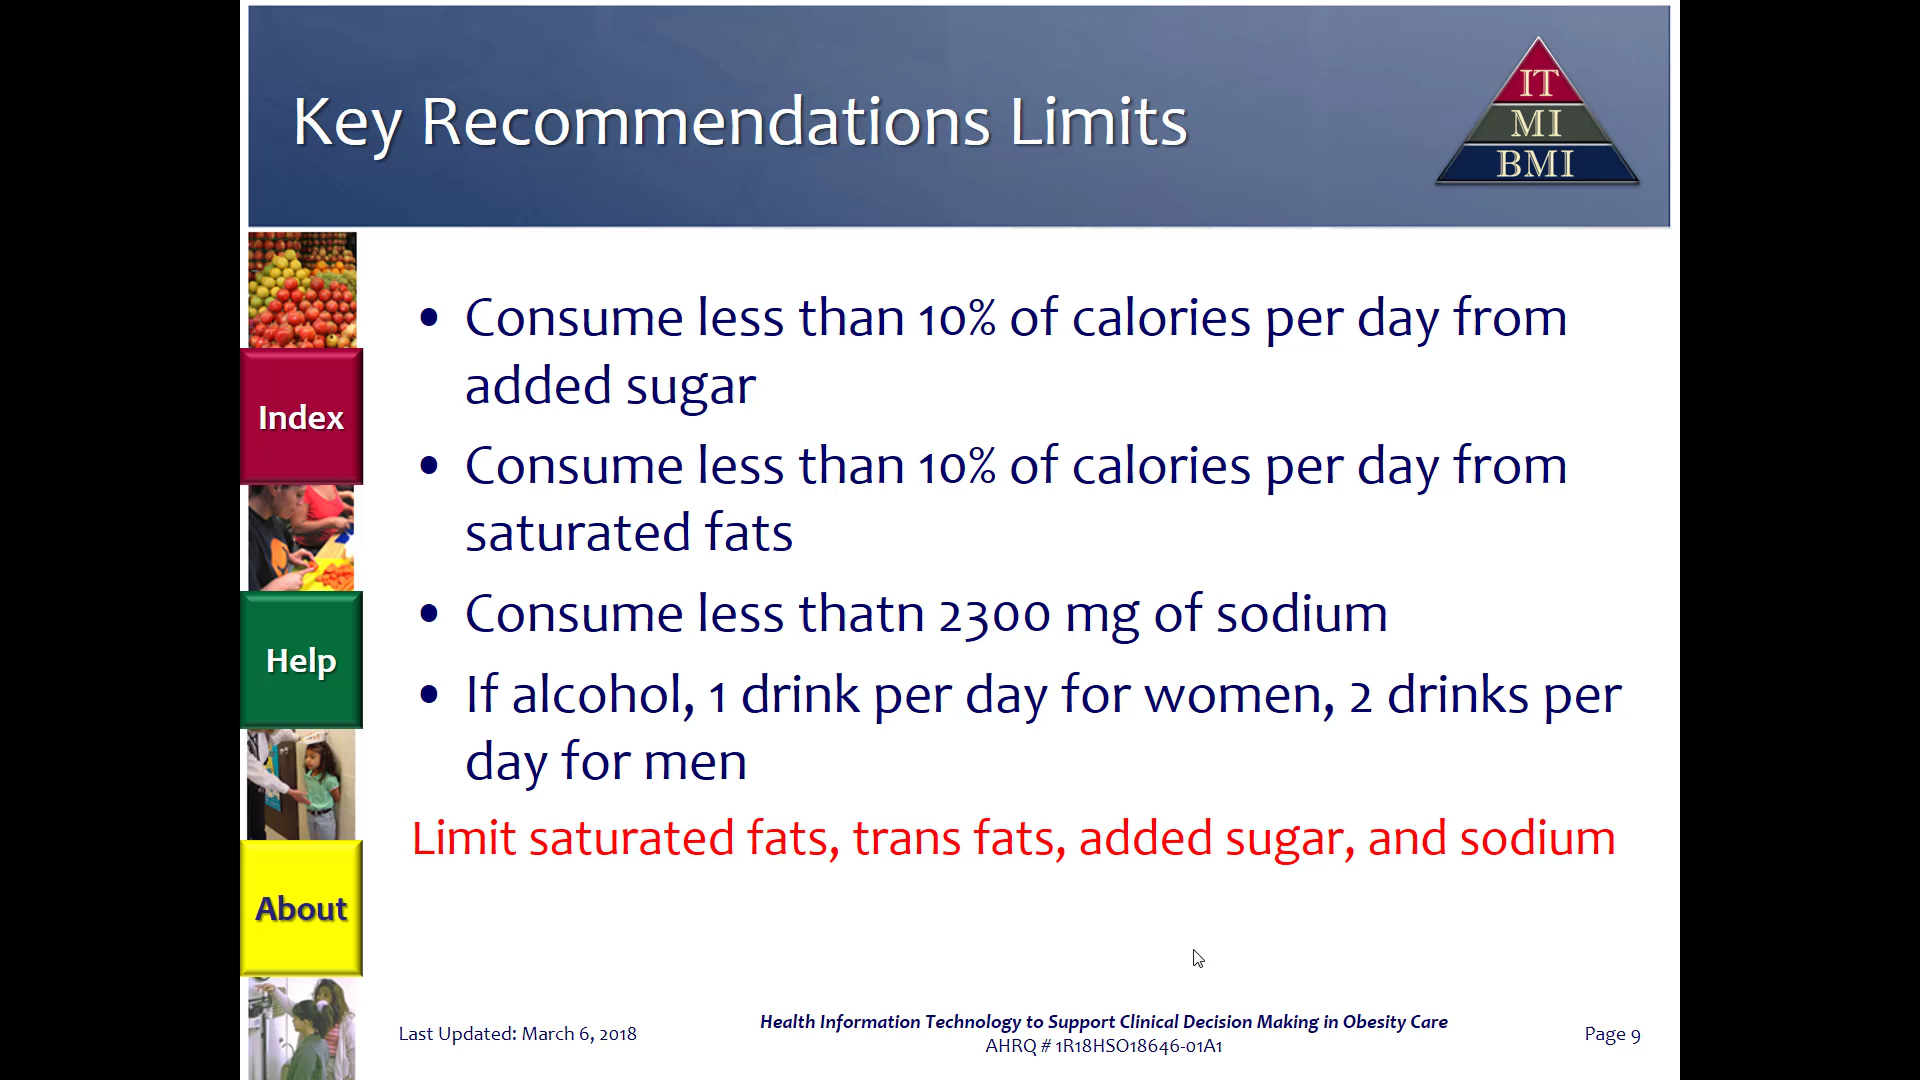 Key Recommendations Limits
IT
MI
BMI
• Consume less than 10% of calories per day from
added sugar
• Consume less than 10% of calories per day from
saturated fats
• Consume less thatn 2300 mg of sodium
• If alcohol, 1 drink per day for women, 2 drinks per
day for men
Limit saturated fats, trans fats, added sugar, and sodium
Index
Help
About
Last Updated: March 6, 2018
Health Information Technology to Support Clinical Decision Making in Obesity Care
AHRQ # 1R18HSO18646-01A1
Page 9